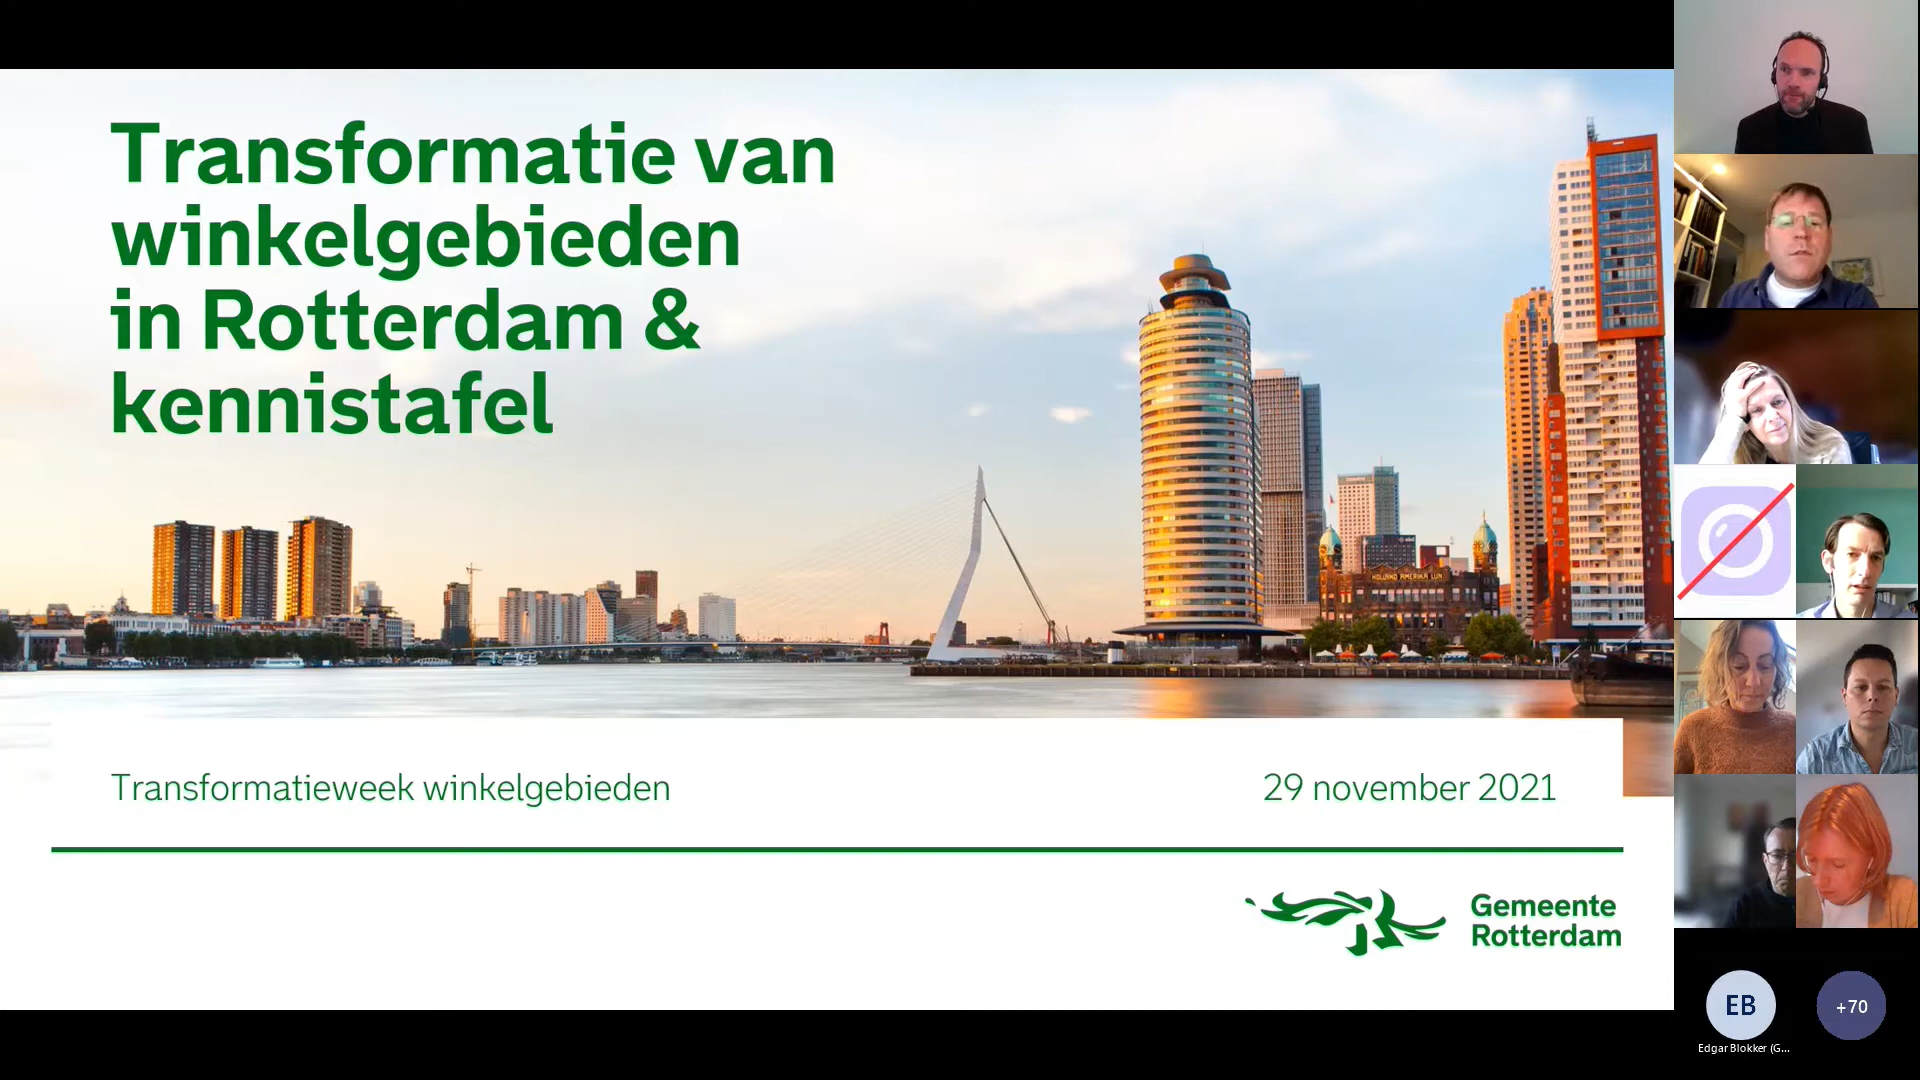 Transformatie van
winkelgebieden
in Rotterdam &
kennistafel
HOLLAND AMERIKA LIJN
Transformatieweek winkelgebieden
29 november 2021
Gemeente
Rotterdam
EB
+70
Edgar Blokker (G...